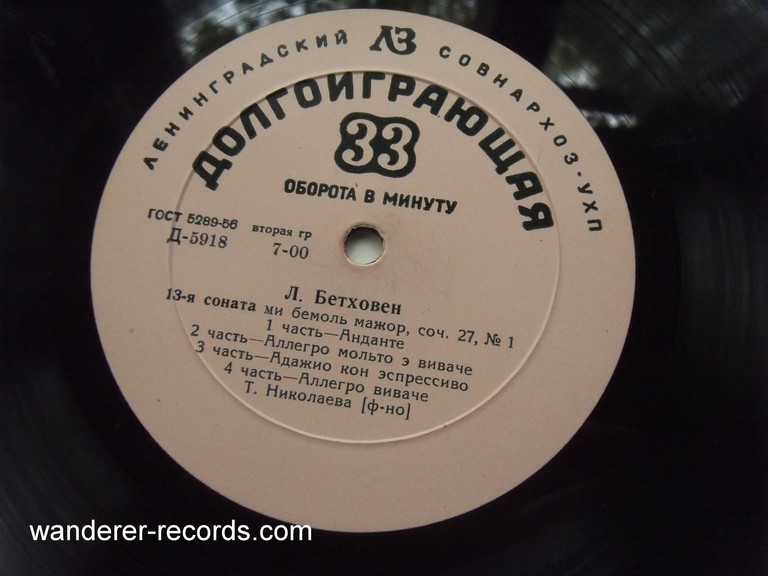 ЛЕНИНГРАДСКИЙ ЛЗ СОВНАРХОЗ-УХП
ДОЛГОИГРАЮЩАЯ
33
ОБОРОТА В МИНУТУ
ГОСТ 5289-56 вторая гр
Д-5918 7-00
Л. Бетховен
13-я соната ми бемоль мажор, соч. 27, № 1
1 часть—Анданте
2 часть—Аллегро мольто э виваче
3 часть—Адажио кон эспрессиво
4 часть—Аллегро виваче
Т. Николаева [ф-но]
wanderer-records.com